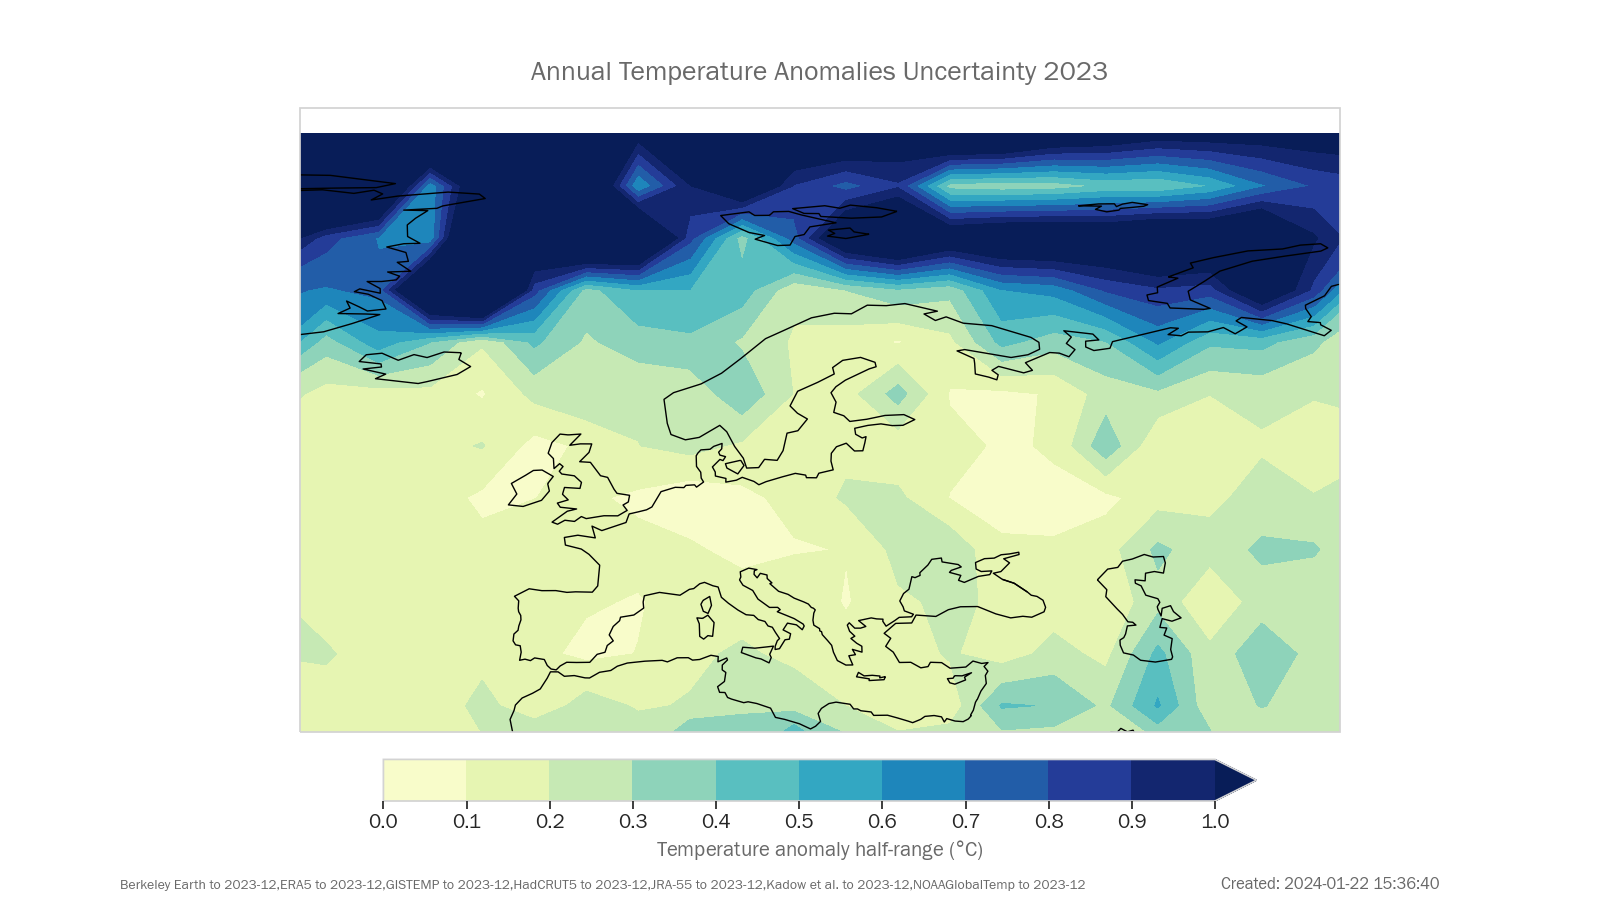 Annual Temperature Anomalies Uncertainty 2023
0.0 0.1 0.2 0.3 0.4 0.5 0.6 0.7 0.8 0.9 1.0
Temperature anomaly half-range (°C)
Berkeley Earth to 2023-12,ERA5 to 2023-12,GISTEMP to 2023-12,HadCRUT5 to 2023-12,JRA-55 to 2023-12,Kadow et al. to 2023-12,NOAAGlobalTemp to 2023-12
Created: 2024-01-22 15:36:40